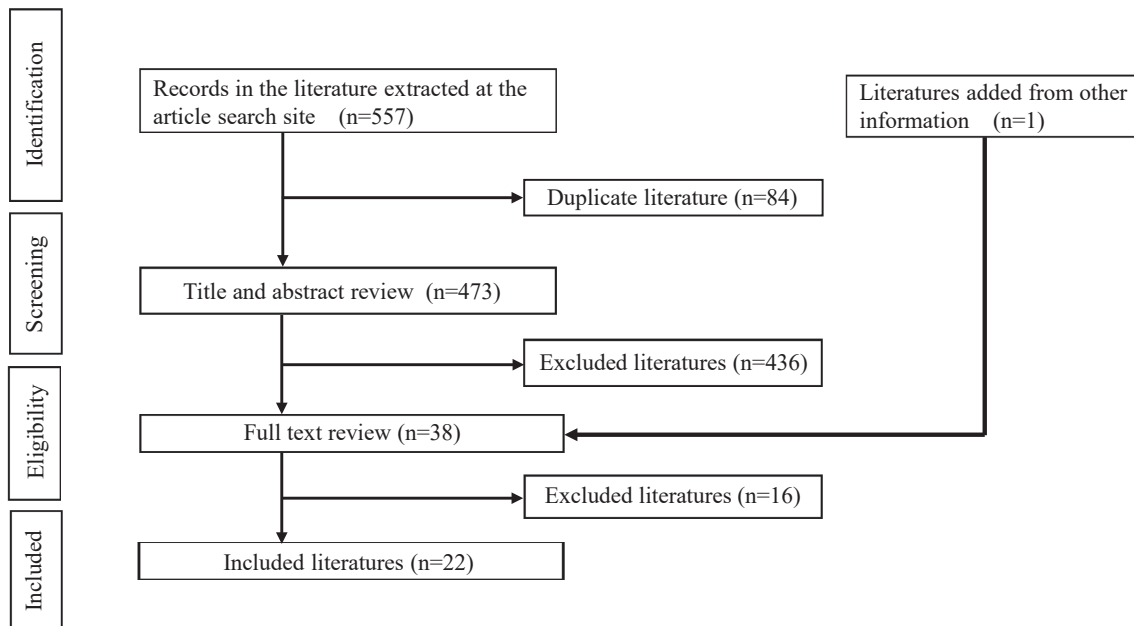 Identification
Records in the literature extracted at the
article search site (n=557)
Literatures added from other
information (n=1)
Duplicate literature (n=84)
Screening
Title and abstract review (n=473)
Excluded literatures (n=436)
Eligibility
Full text review (n=38)
Excluded literatures (n=16)
Included
Included literatures (n=22)